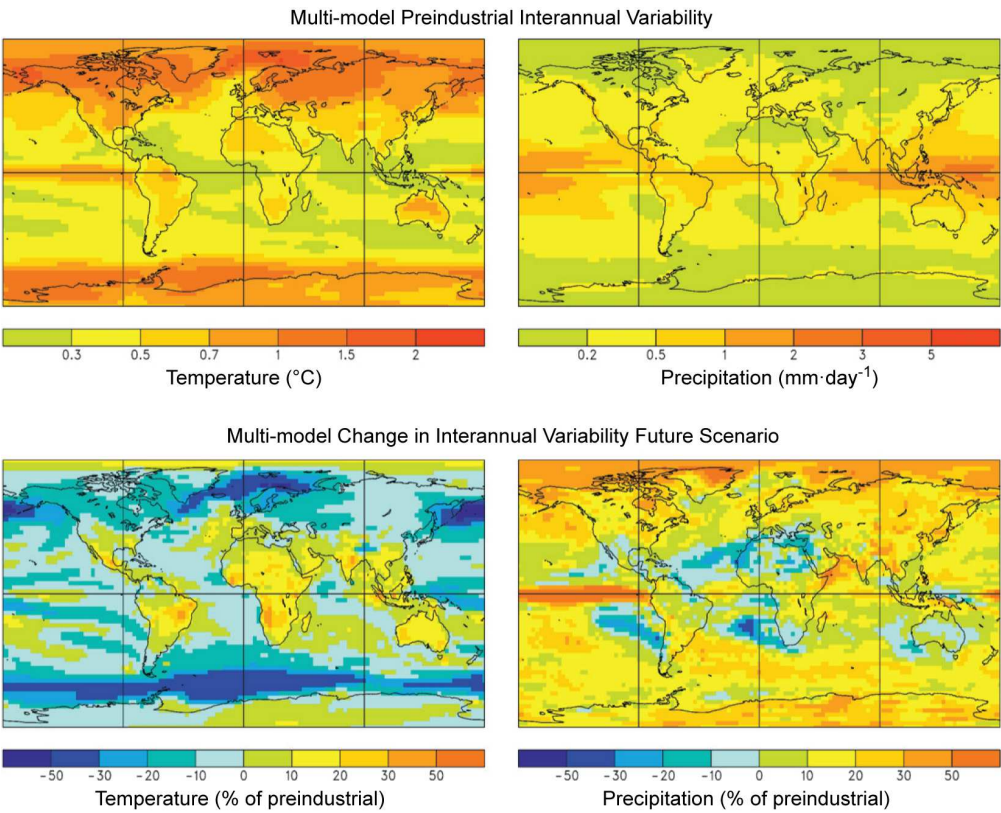 Multi-model Preindustrial Interannual Variability
0.3 0.5 0.7 1 1.5 2
Temperature (°C)
0.2 0.5 1 2 3 5
Precipitation (mm·day⁻¹)
Multi-model Change in Interannual Variability Future Scenario
−50 −30 −20 −10 0 10 20 30 50
Temperature (% of preindustrial)
−50 −30 −20 −10 0 10 20 30 50
Precipitation (% of preindustrial)